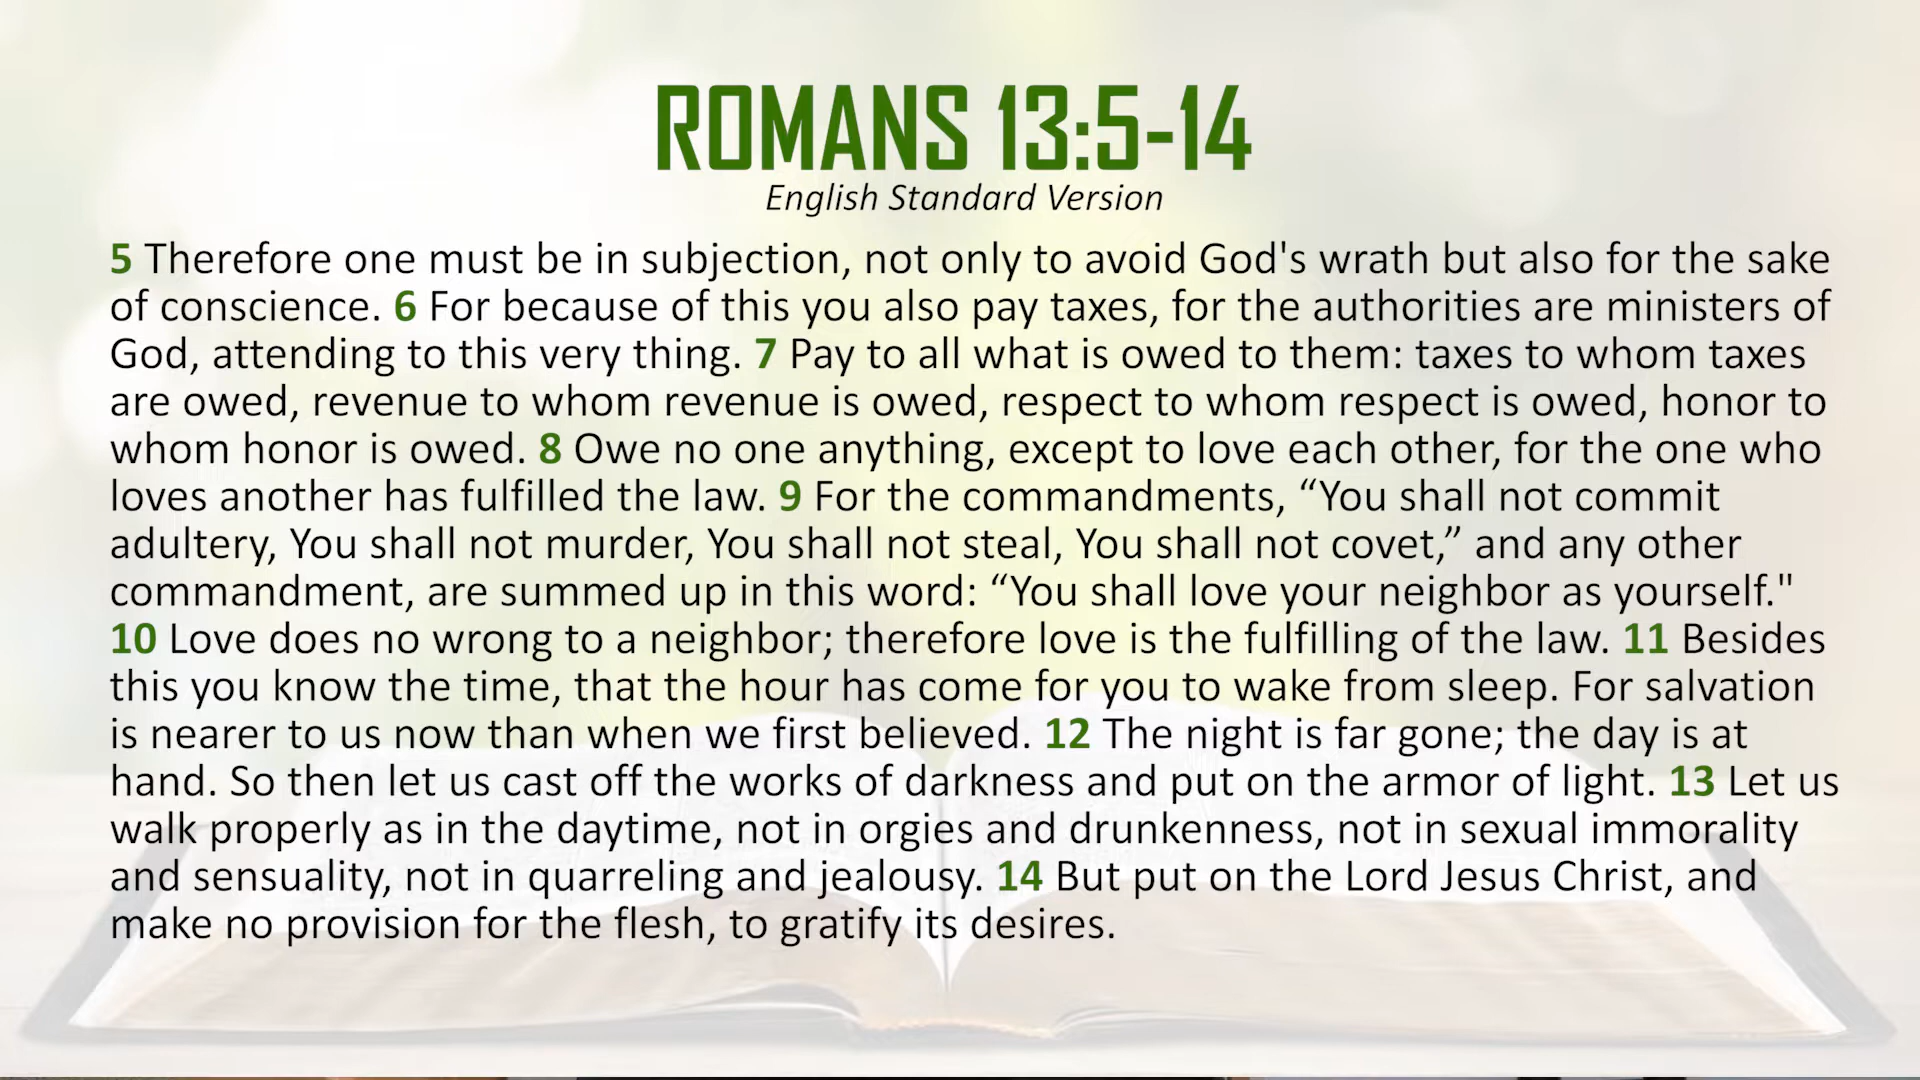 ROMANS 13:5-14
English Standard Version
5 Therefore one must be in subjection, not only to avoid God's wrath but also for the sake
of conscience. 6 For because of this you also pay taxes, for the authorities are ministers of
God, attending to this very thing. 7 Pay to all what is owed to them: taxes to whom taxes
are owed, revenue to whom revenue is owed, respect to whom respect is owed, honor to
whom honor is owed. 8 Owe no one anything, except to love each other, for the one who
loves another has fulfilled the law. 9 For the commandments, “You shall not commit
adultery, You shall not murder, You shall not steal, You shall not covet,” and any other
commandment, are summed up in this word: “You shall love your neighbor as yourself."
10 Love does no wrong to a neighbor; therefore love is the fulfilling of the law. 11 Besides
this you know the time, that the hour has come for you to wake from sleep. For salvation
is nearer to us now than when we first believed. 12 The night is far gone; the day is at
hand. So then let us cast off the works of darkness and put on the armor of light. 13 Let us
walk properly as in the daytime, not in orgies and drunkenness, not in sexual immorality
and sensuality, not in quarreling and jealousy. 14 But put on the Lord Jesus Christ, and
make no provision for the flesh, to gratify its desires.